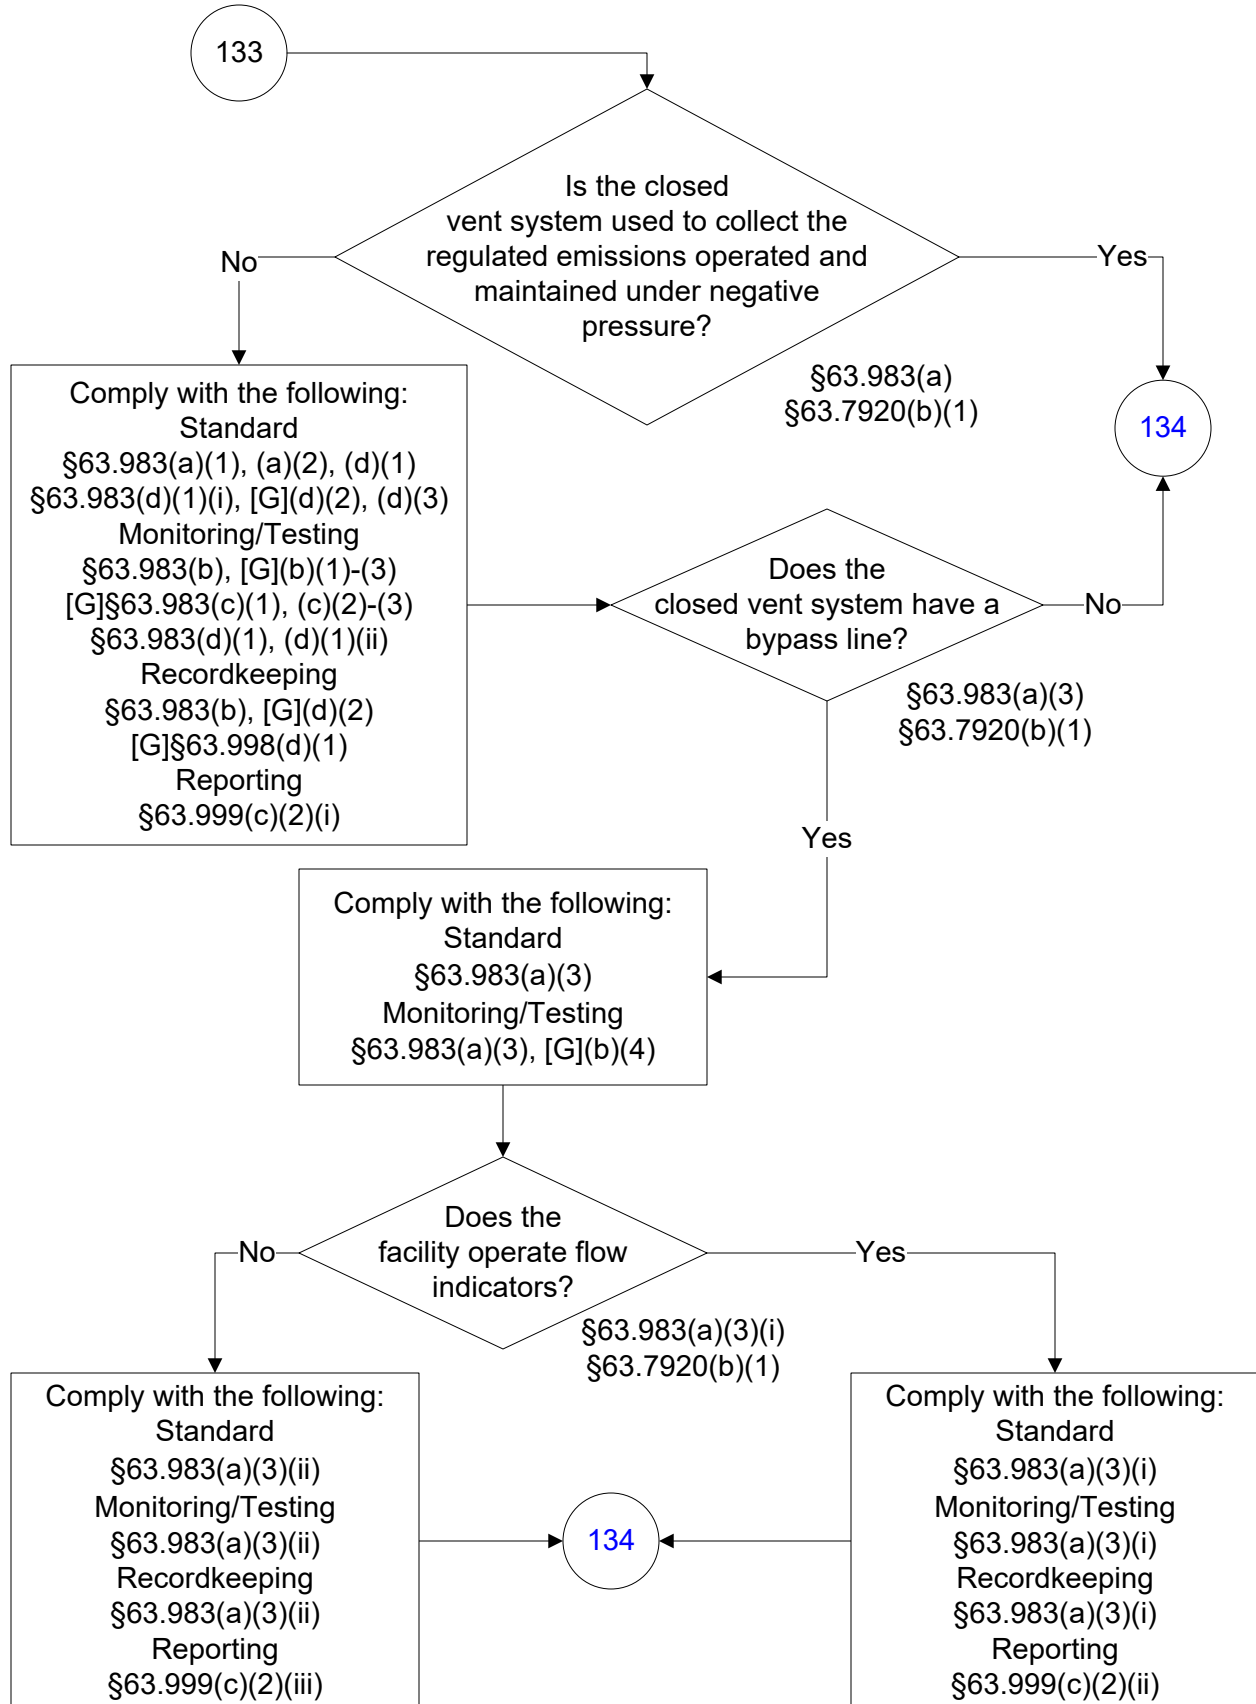 133
Is the closed
vent system used to collect the
regulated emissions operated and
maintained under negative
pressure?
No
Yes
§63.983(a)
§63.7920(b)(1)
134
Comply with the following:
Standard
§63.983(a)(1), (a)(2), (d)(1)
§63.983(d)(1)(i), [G](d)(2), (d)(3)
Monitoring/Testing
§63.983(b), [G](b)(1)-(3)
[G]§63.983(c)(1), (c)(2)-(3)
§63.983(d)(1), (d)(1)(ii)
Recordkeeping
§63.983(b), [G](d)(2)
[G]§63.998(d)(1)
Reporting
§63.999(c)(2)(i)
Does the
closed vent system have a
bypass line?
No
§63.983(a)(3)
§63.7920(b)(1)
Yes
Comply with the following:
Standard
§63.983(a)(3)
Monitoring/Testing
§63.983(a)(3), [G](b)(4)
Does the
facility operate flow
indicators?
No
Yes
§63.983(a)(3)(i)
§63.7920(b)(1)
Comply with the following:
Standard
§63.983(a)(3)(ii)
Monitoring/Testing
§63.983(a)(3)(ii)
Recordkeeping
§63.983(a)(3)(ii)
Reporting
§63.999(c)(2)(iii)
134
Comply with the following:
Standard
§63.983(a)(3)(i)
Monitoring/Testing
§63.983(a)(3)(i)
Recordkeeping
§63.983(a)(3)(i)
Reporting
§63.999(c)(2)(ii)